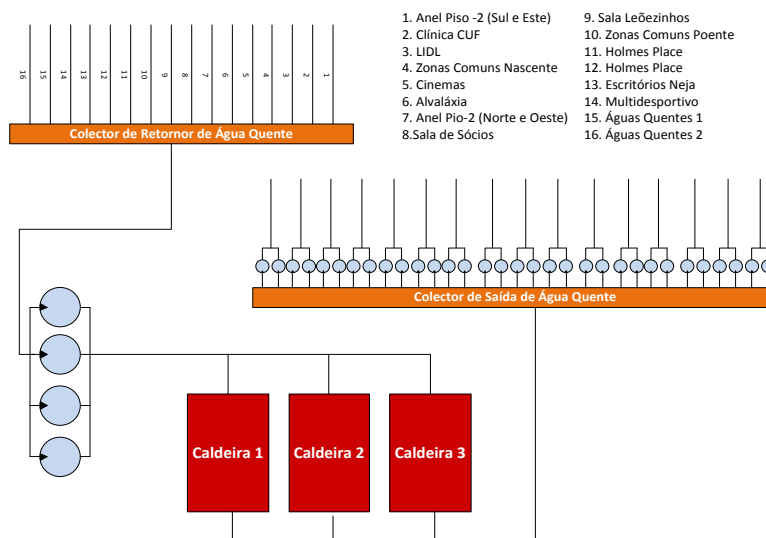 1. Anel Piso -2 (Sul e Este)
2. Clínica CUF
3. LIDL
4. Zonas Comuns Nascente
5. Cinemas
6. Alvaláxia
7. Anel Pio-2 (Norte e Oeste)
8.Sala de Sócios
9. Sala Leõezinhos
10. Zonas Comuns Poente
11. Holmes Place
12. Holmes Place
13. Escritórios Neja
14. Multidesportivo
15. Águas Quentes 1
16. Águas Quentes 2
16 15 14 13 12 11 10 9 8 7 6 5 4 3 2 1
Colector de Retornor de Água Quente
Colector de Saída de Água Quente
Caldeira 1
Caldeira 2
Caldeira 3